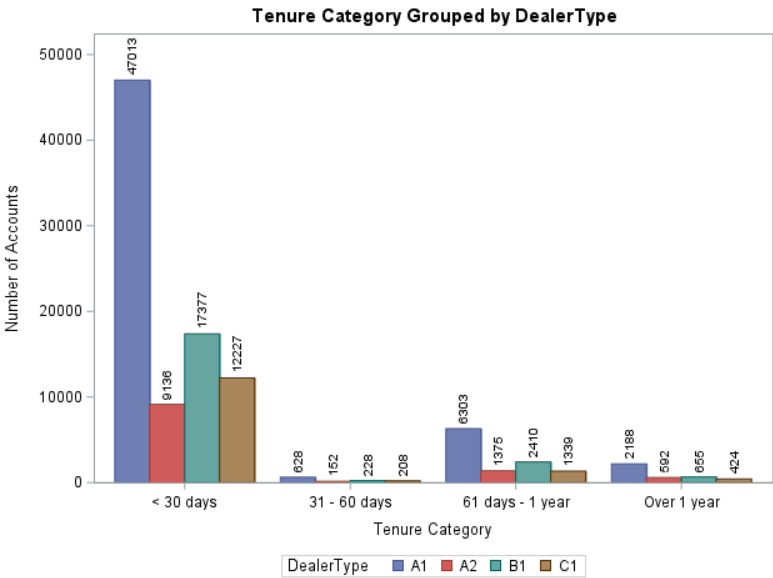 Tenure Category Grouped by DealerType
Number of Accounts
50000
40000
30000
20000
10000
0
47013
9136
17377
12227
628
152
228
208
6303
1375
2410
1339
2188
592
655
424
< 30 days
31 - 60 days
61 days - 1 year
Over 1 year
Tenure Category
DealerType A1 A2 B1 C1